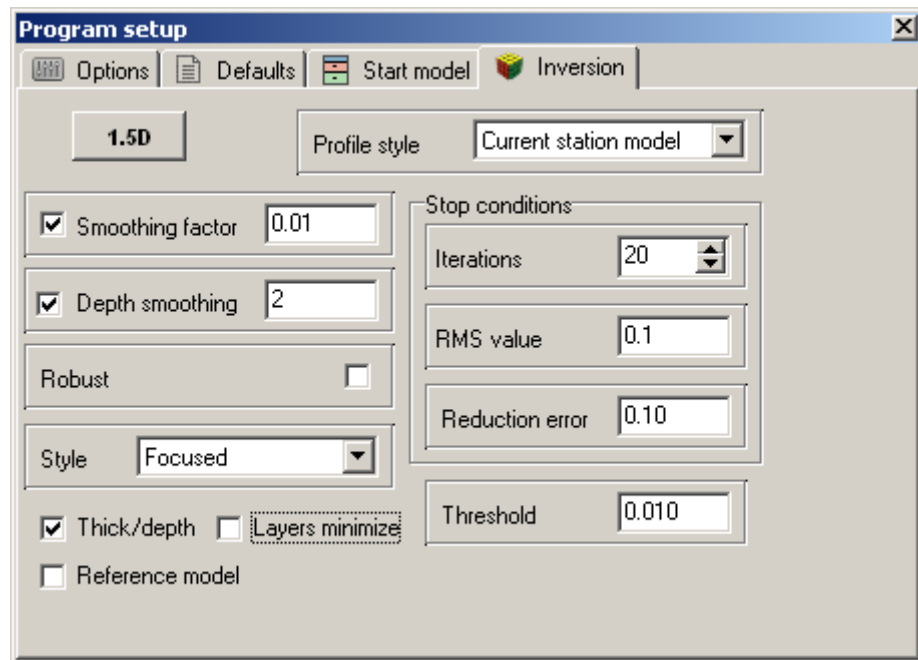 Program setup
Options Defaults Start model Inversion
1.5D
Profile style Current station model
Smoothing factor 0.01
Depth smoothing 2
Robust
Style Focused
Thick/depth Layers minimize
Reference model
Stop conditions
Iterations 20
RMS value 0.1
Reduction error 0.10
Threshold 0.010